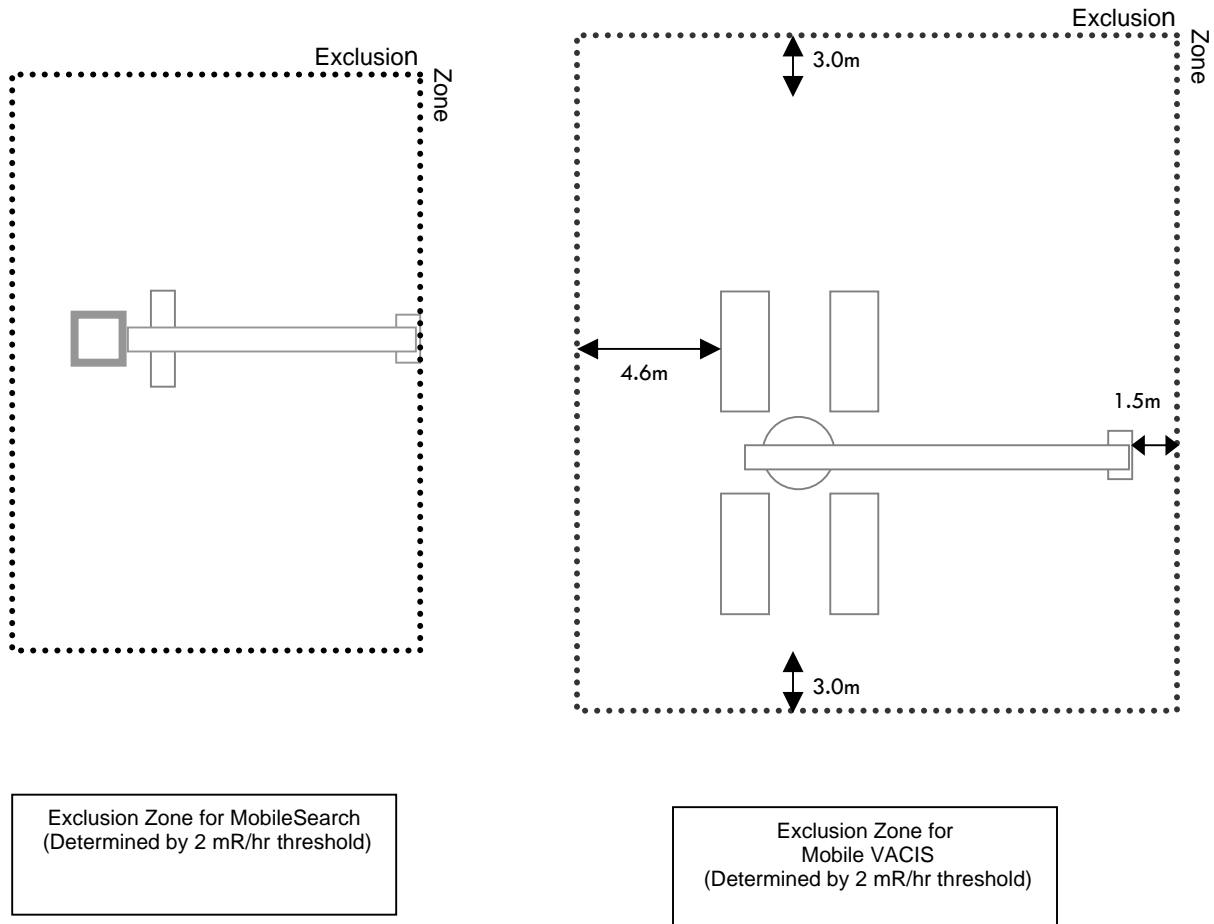 Exclusion
Zone
Exclusion
Zone
3.0m
4.6m
1.5m
3.0m
Exclusion Zone for MobileSearch
(Determined by 2 mR/hr threshold)
Exclusion Zone for
Mobile VACIS
(Determined by 2 mR/hr threshold)